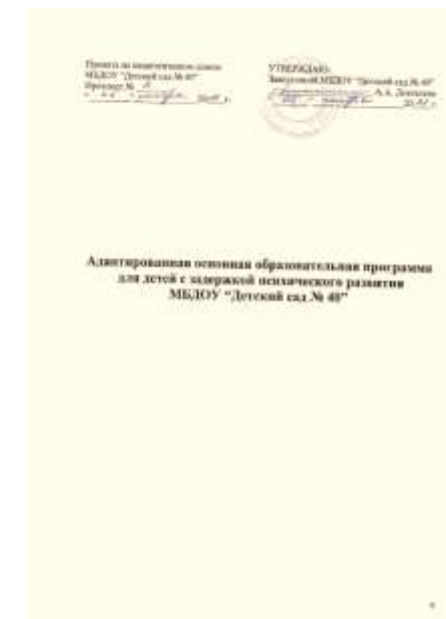 Принята на педагогическом совете
МБДОУ "Детский сад № 40"
Протокол №
УТВЕРЖДАЮ:
Заведующий МБДОУ "Детский сад № 40"
А.А.
Адаптированная основная образовательная программа
для детей с задержкой психического развития
МБДОУ "Детский сад № 40"